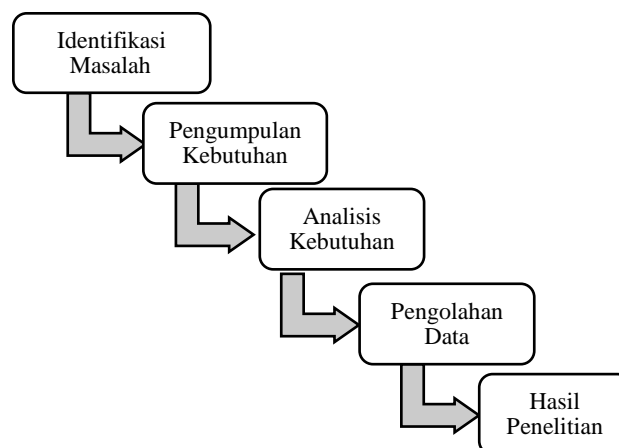 Identifikasi
Masalah
Pengumpulan
Kebutuhan
Analisis
Kebutuhan
Pengolahan
Data
Hasil
Penelitian